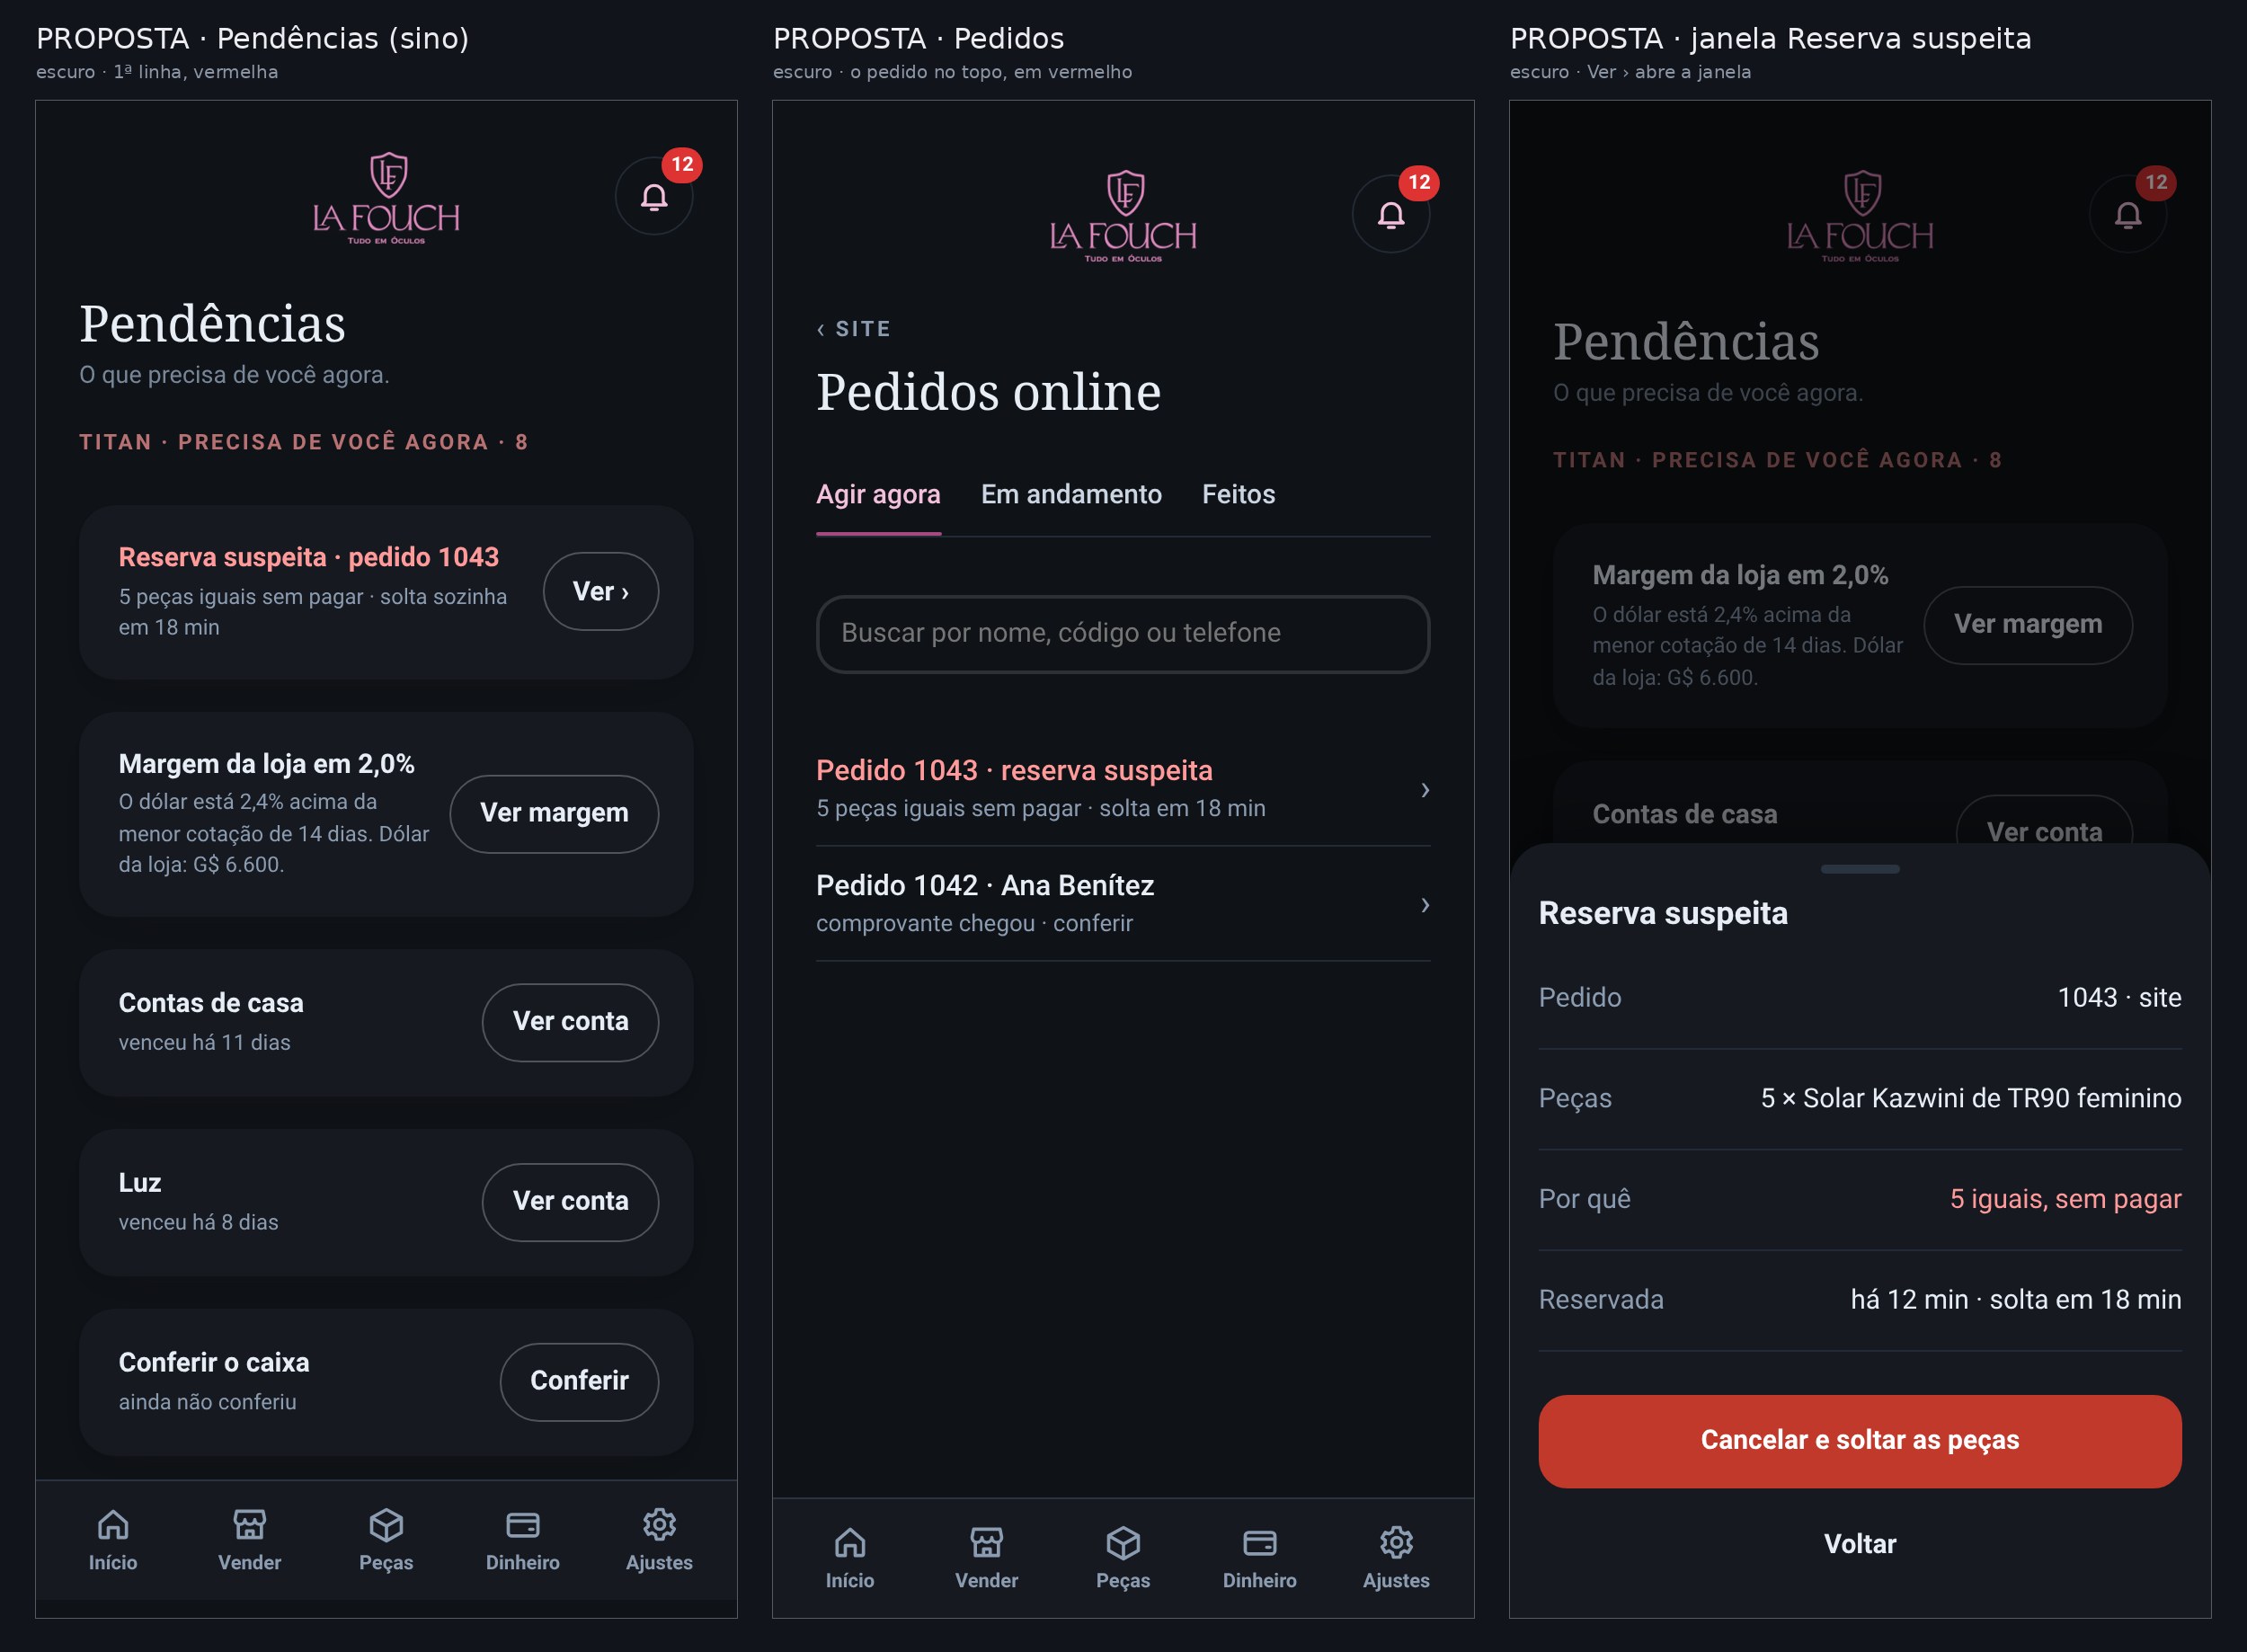 PROPOSTA · Pendências (sino)
escuro · 1ª linha, vermelha
12
LF
LA FOUCH
TUDO EM ÓCULOS
Pendências
O que precisa de você agora.
TITAN · PRECISA DE VOCÊ AGORA · 8
Reserva suspeita · pedido 1043
5 peças iguais sem pagar · solta sozinha
em 18 min
Ver ›
Margem da loja em 2,0%
O dólar está 2,4% acima da
menor cotação de 14 dias. Dólar
da loja: G$ 6.600.
Ver margem
Contas de casa
venceu há 11 dias
Ver conta
Luz
venceu há 8 dias
Ver conta
Conferir o caixa
ainda não conferiu
Conferir
Início
Vender
Peças
Dinheiro
Ajustes
PROPOSTA · Pedidos
escuro · o pedido no topo, em vermelho
12
LF
LA FOUCH
TUDO EM ÓCULOS
‹ SITE
Pedidos online
Agir agora
Em andamento
Feitos
Buscar por nome, código ou telefone
Pedido 1043 · reserva suspeita
5 peças iguais sem pagar · solta em 18 min
›
Pedido 1042 · Ana Benítez
comprovante chegou · conferir
›
Início
Vender
Peças
Dinheiro
Ajustes
PROPOSTA · janela Reserva suspeita
escuro · Ver › abre a janela
12
LF
LA FOUCH
TUDO EM ÓCULOS
Pendências
O que precisa de você agora.
TITAN · PRECISA DE VOCÊ AGORA · 8
Margem da loja em 2,0%
O dólar está 2,4% acima da
menor cotação de 14 dias. Dólar
da loja: G$ 6.600.
Ver margem
Contas de casa
Ver conta
Reserva suspeita
Pedido
1043 · site
Peças
5 × Solar Kazwini de TR90 feminino
Por quê
5 iguais, sem pagar
Reservada
há 12 min · solta em 18 min
Cancelar e soltar as peças
Voltar